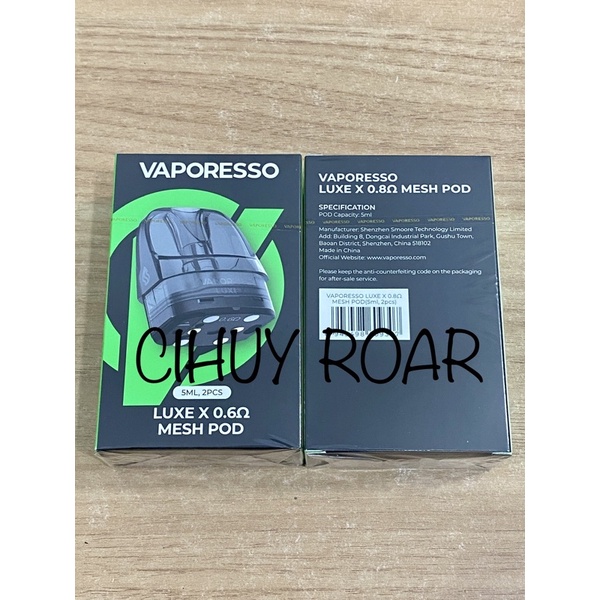 VAPORESSO
5ML, 2PCS
LUXE X 0.6Ω
MESH POD
VAPORESSO
LUXE X 0.8Ω MESH POD
SPECIFICATION
POD Capacity: 5ml
Manufacturer: Shenzhen Smoore Technology Limited
Add: Building 8, Dongcai Industrial Park, Gushu Town,
Baoan District, Shenzhen, China 518102
Made in China
Official Website: www.vaporesso.com
Please keep the anti-counterfeiting code on the packaging
for after-sale service.
VAPORESSO LUXE X 0.8Ω
MESH POD(5ml, 2pcs)
CIHUY ROAR